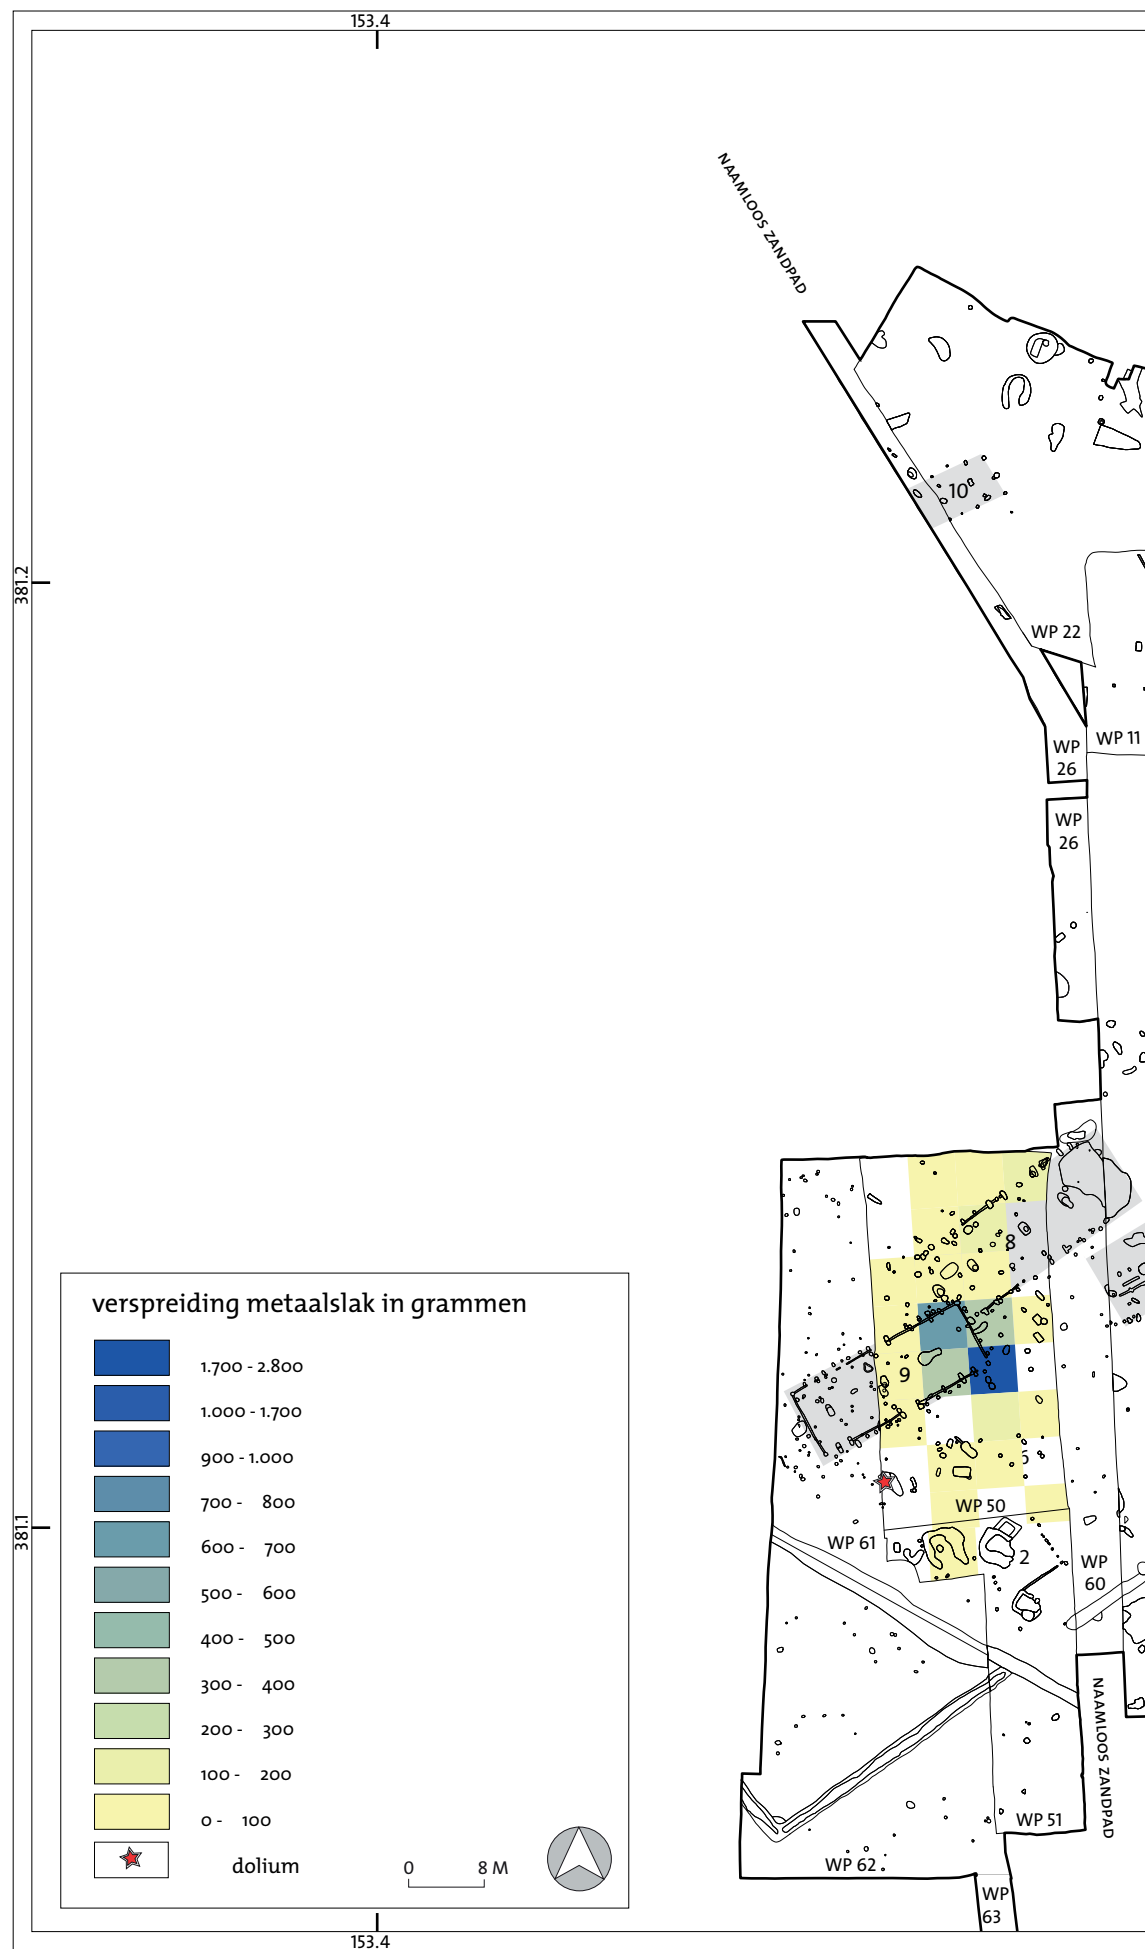 153.4
NAAMLOOS ZANDPAD
10
381.2
WP 22
WP 11
WP
26
WP
26
8
9
6
WP 50
WP 61
2
WP
60
381.1
NAAMLOOS ZANDPAD
WP 51
WP 62
WP
63
verspreiding metaalslak in grammen
1.700 - 2.800
1.000 - 1.700
900 - 1.000
700 - 800
600 - 700
500 - 600
400 - 500
300 - 400
200 - 300
100 - 200
0 - 100
dolium
0 8 M
153.4